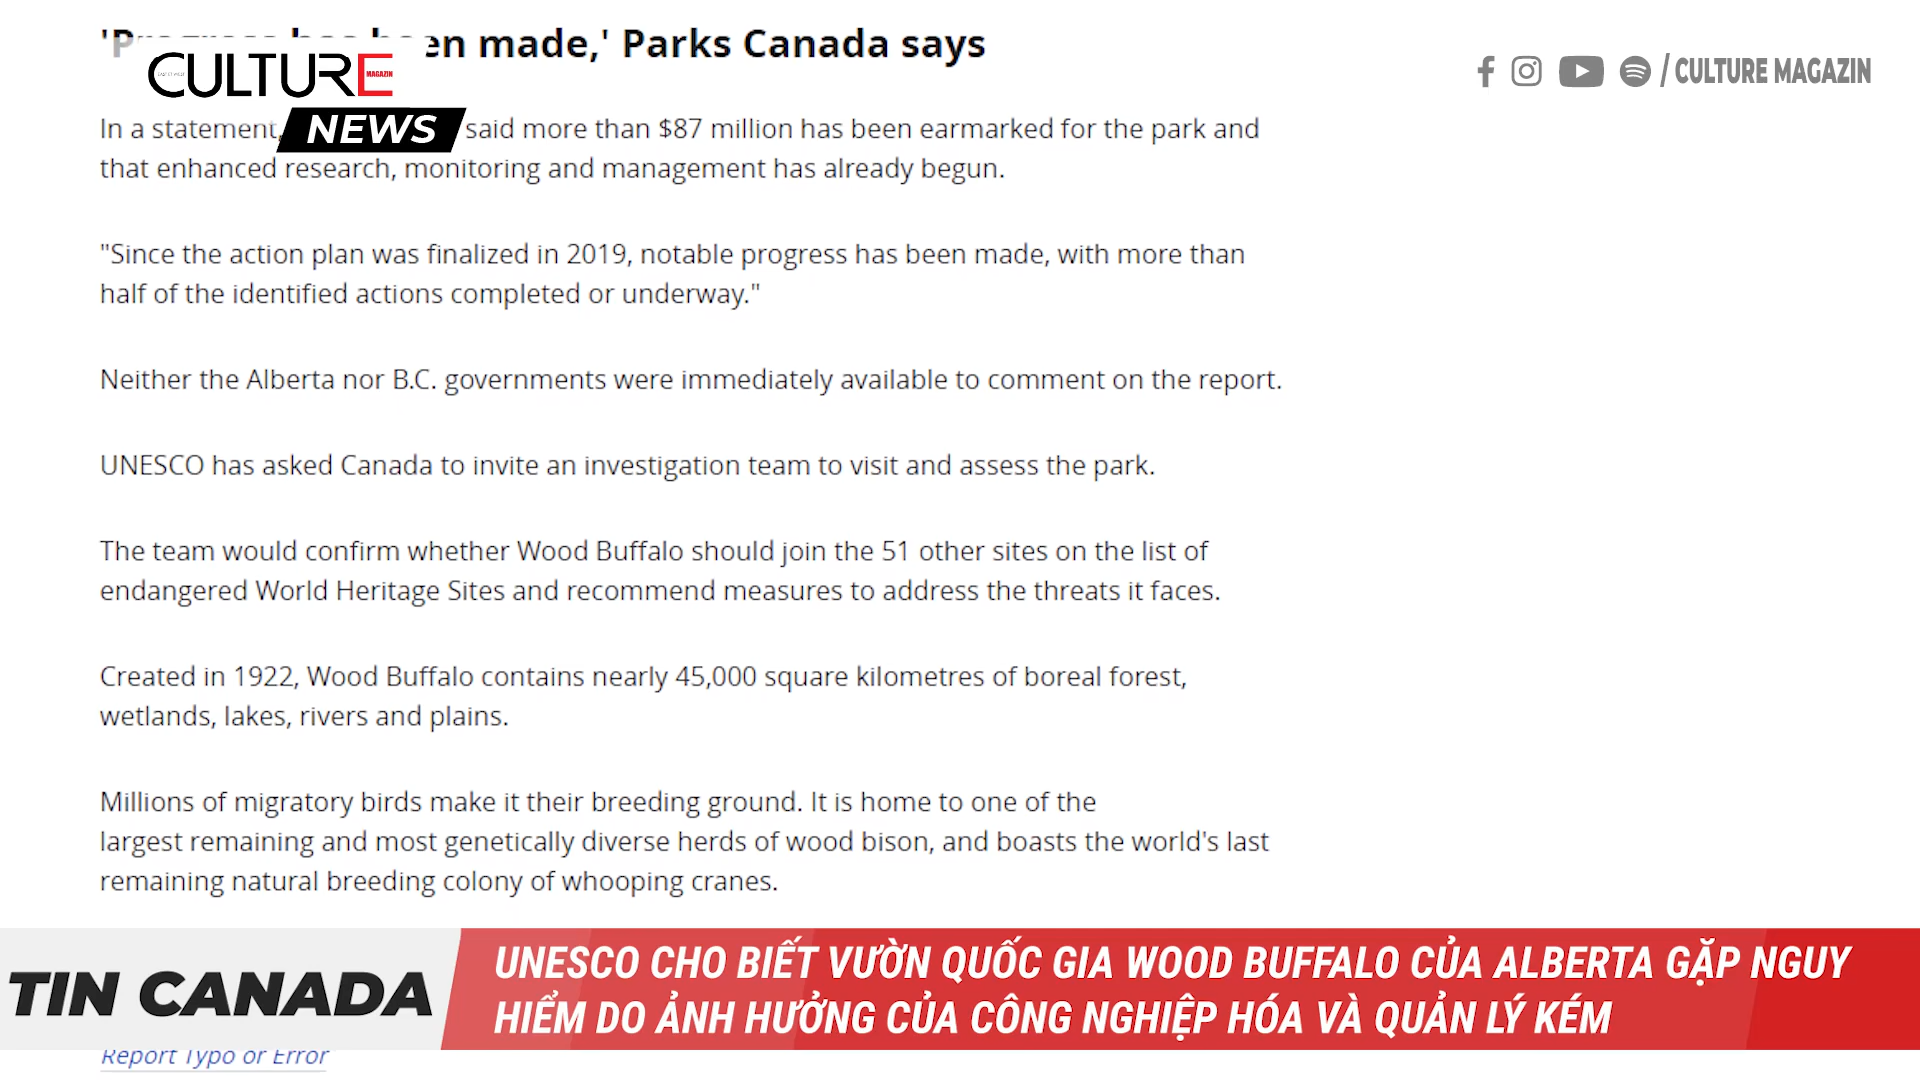 'Progress has been made,' Parks Canada says
CULTURE
MAGAZIN
NEWS
/ CULTURE MAGAZIN
In a statement, said more than $87 million has been earmarked for the park and
that enhanced research, monitoring and management has already begun.
"Since the action plan was finalized in 2019, notable progress has been made, with more than
half of the identified actions completed or underway."
Neither the Alberta nor B.C. governments were immediately available to comment on the report.
UNESCO has asked Canada to invite an investigation team to visit and assess the park.
The team would confirm whether Wood Buffalo should join the 51 other sites on the list of
endangered World Heritage Sites and recommend measures to address the threats it faces.
Created in 1922, Wood Buffalo contains nearly 45,000 square kilometres of boreal forest,
wetlands, lakes, rivers and plains.
Millions of migratory birds make it their breeding ground. It is home to one of the
largest remaining and most genetically diverse herds of wood bison, and boasts the world's last
remaining natural breeding colony of whooping cranes.
TIN CANADA
UNESCO CHO BIẾT VƯỜN QUỐC GIA WOOD BUFFALO CỦA ALBERTA GẶP NGUY
HIỂM DO ẢNH HƯỞNG CỦA CÔNG NGHIỆP HÓA VÀ QUẢN LÝ KÉM
Report Typo or Error